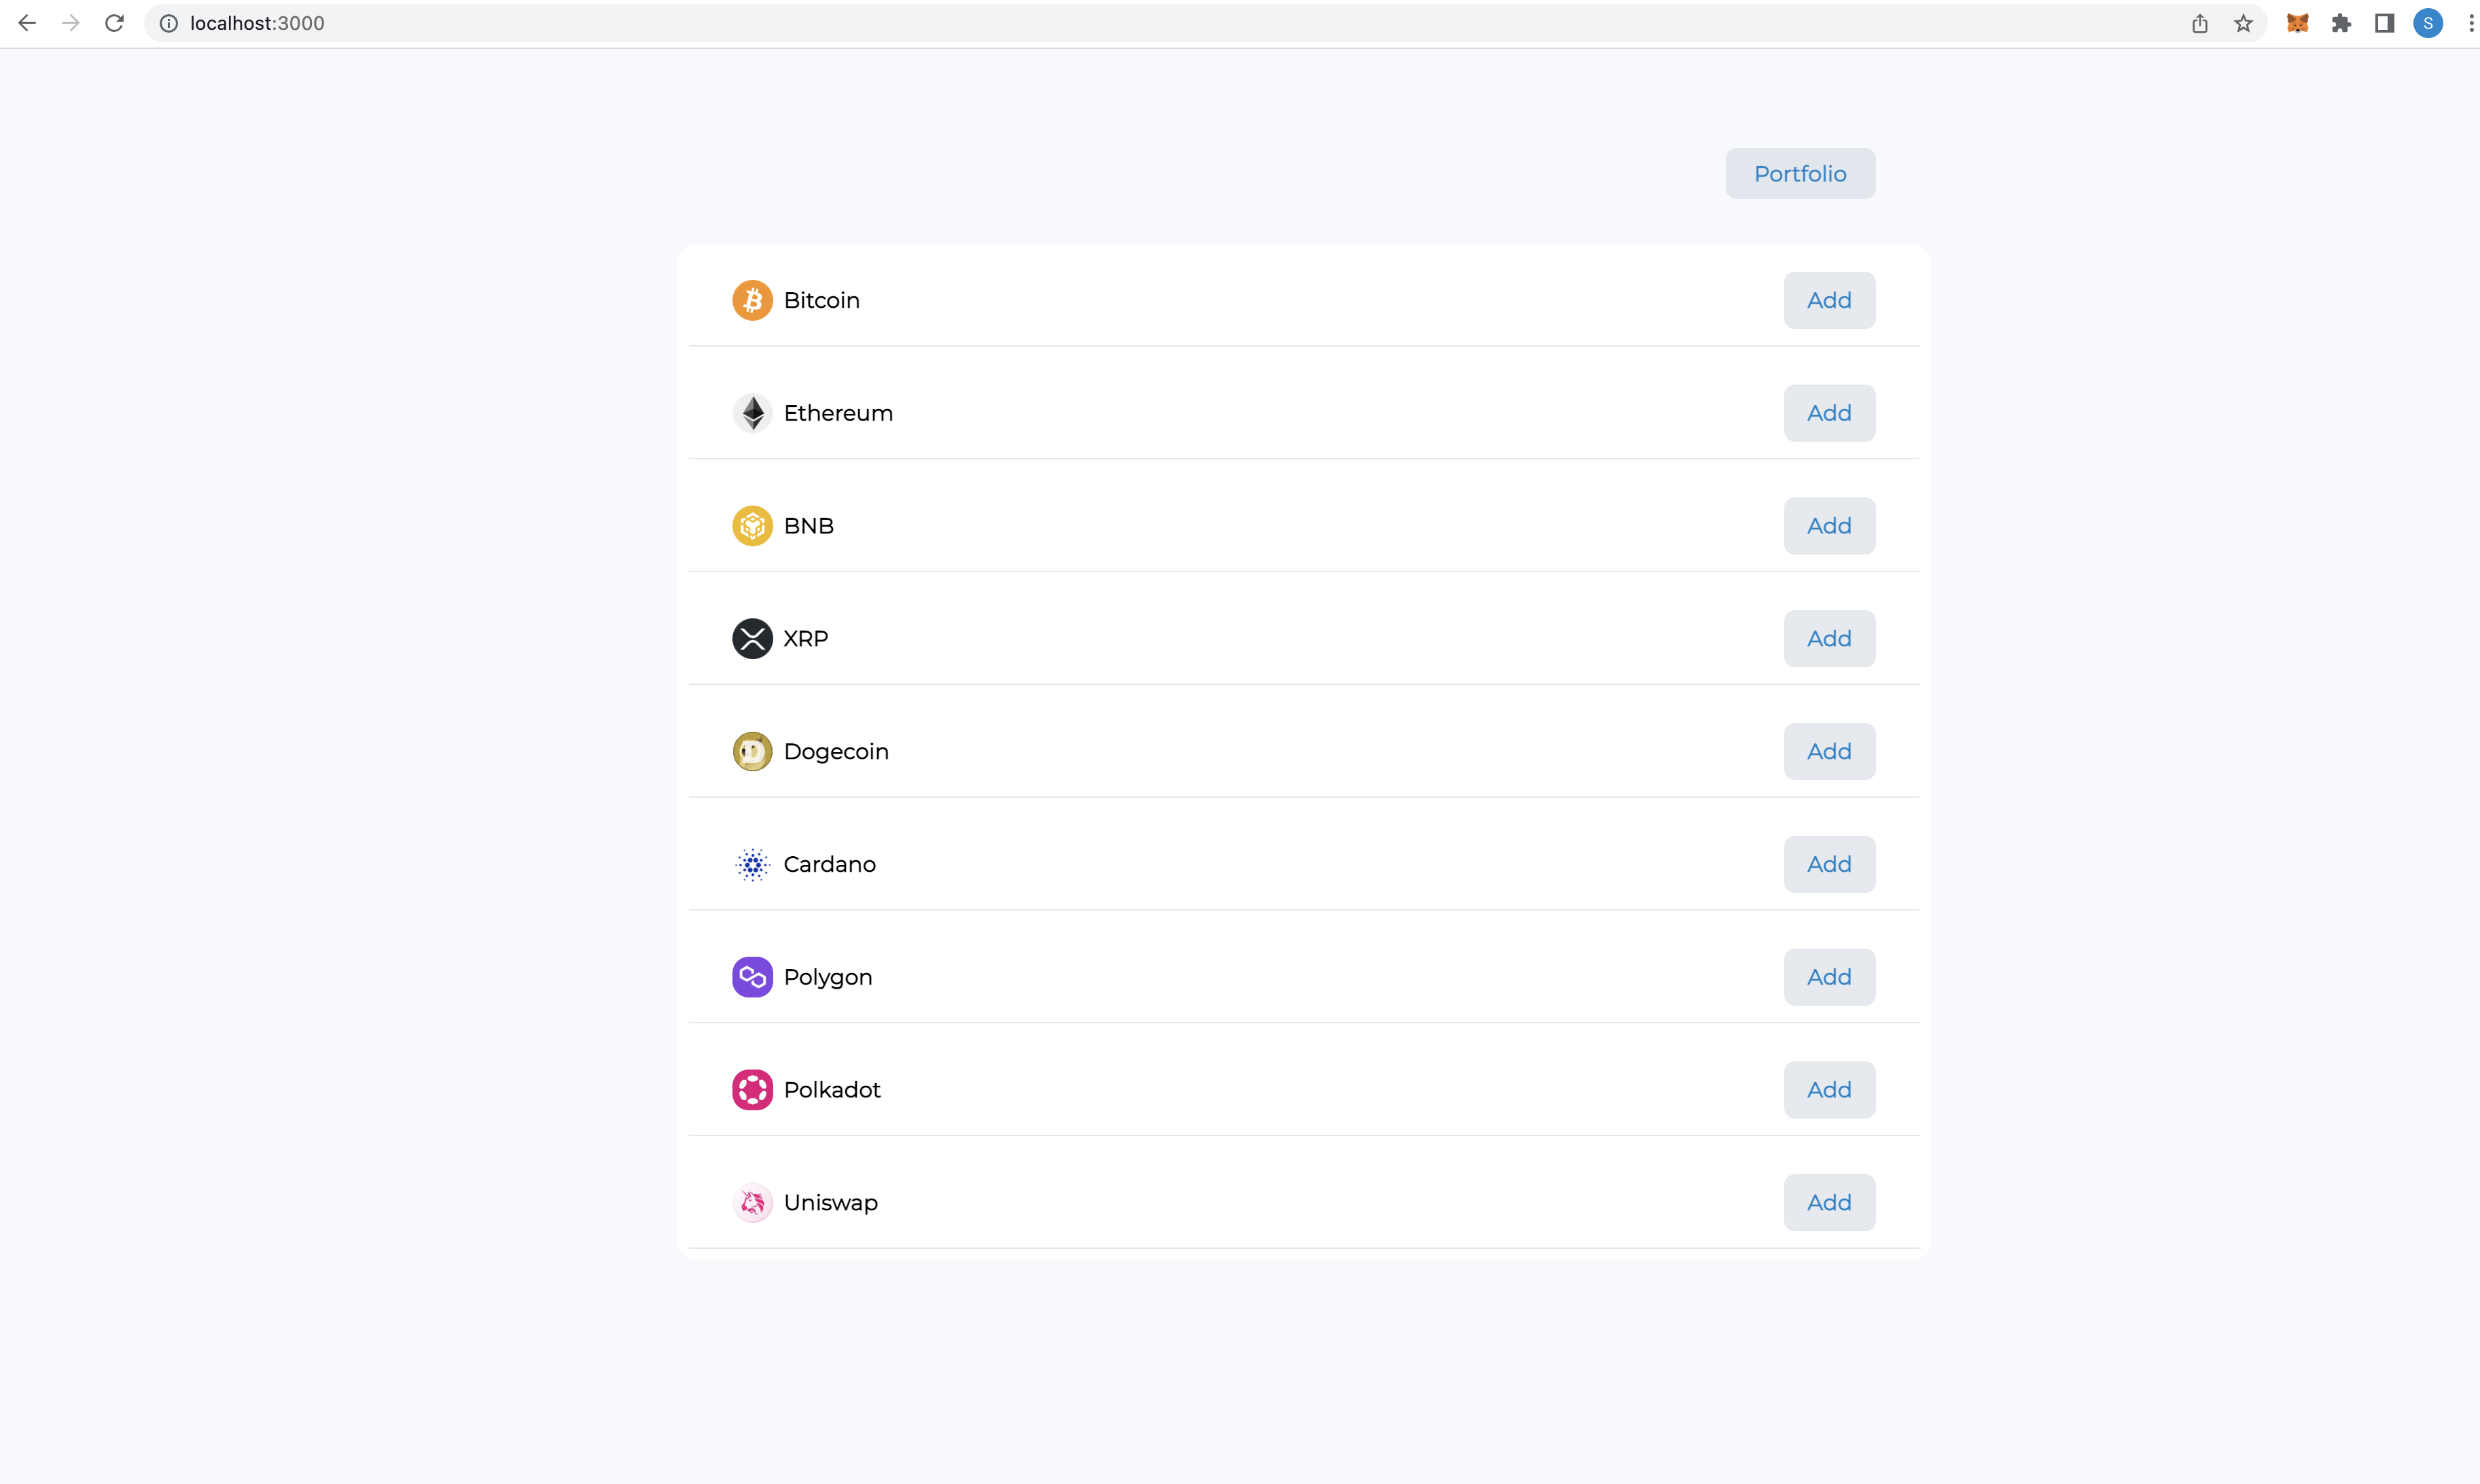 localhost:3000
S
Portfolio
Bitcoin Add
Ethereum Add
BNB Add
XRP Add
Dogecoin Add
Cardano Add
Polygon Add
Polkadot Add
Uniswap Add